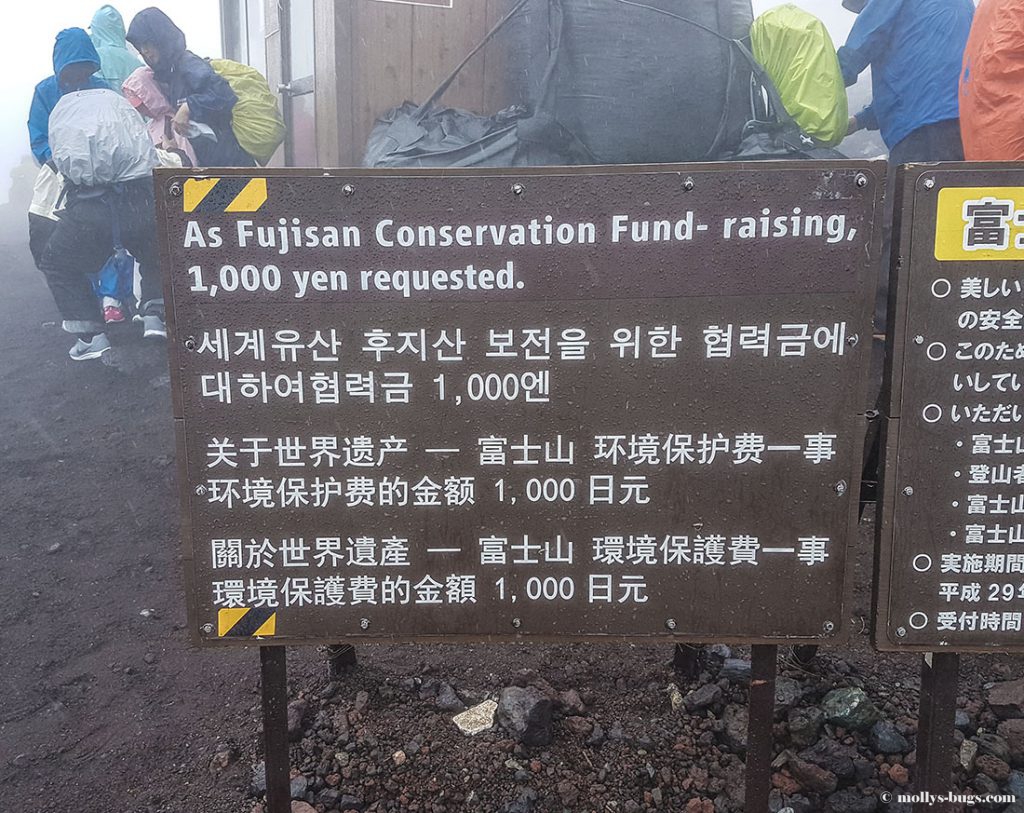 As Fujisan Conservation Fund- raising,
1,000 yen requested.
세계유산 후지산 보전을 위한 협력금에
대하여협력금 1,000엔
关于世界遗产 — 富士山 环境保护费一事
环境保护费的金额 1,000 日元
關於世界遺產 — 富士山 環境保護費一事
環境保護費的金額 1,000 日元
富
○ 美しい
の安全
○ このため
いしてい
○ いただい
・富士山
・登山者
・富士山
・富士山
○ 実施期間
平成 29年
○ 受付時間
© mollys-bugs.com